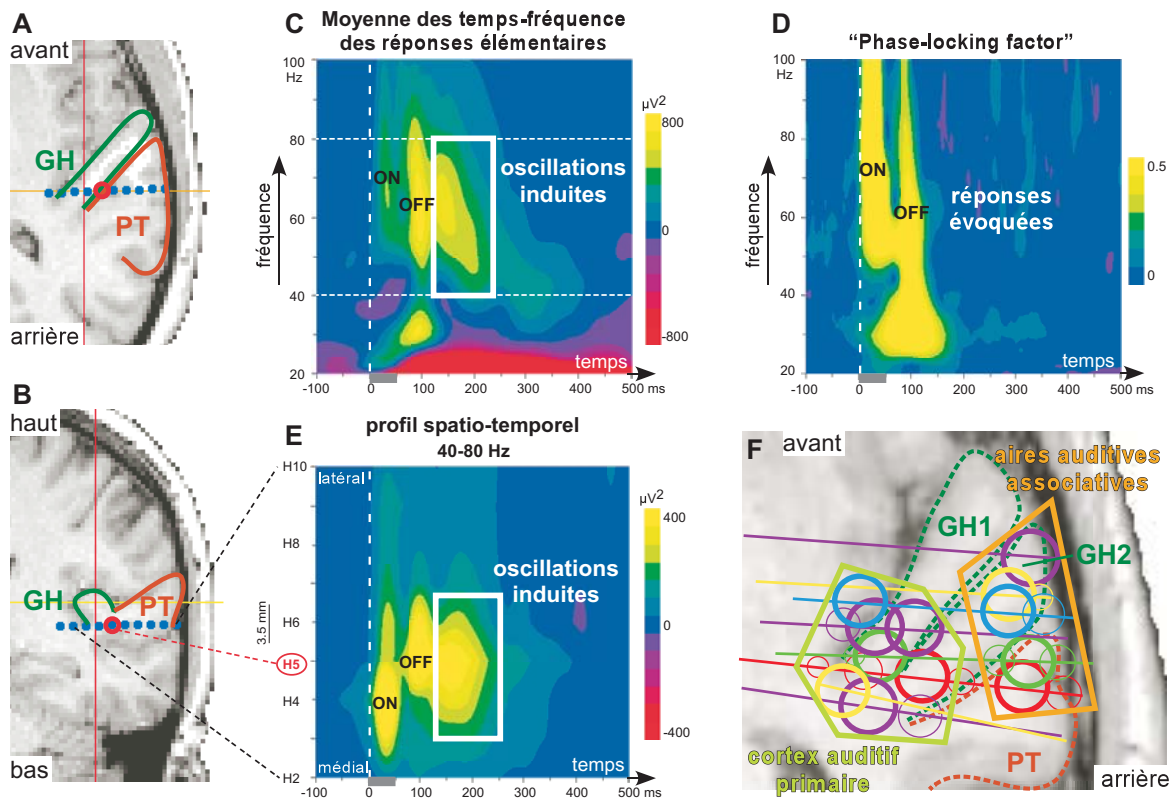 A
avant
GH
PT
arrière
B
haut
GH
PT
bas
C
Moyenne des temps-fréquence
des réponses élémentaires
100
Hz
80
60
40
20
fréquence
ON
OFF
oscillations
induites
temps
-100
0
100
200
300
400
500 ms
µV²
800
0
-800
D
“Phase-locking factor”
100
Hz
80
60
40
20
fréquence
ON
OFF
réponses
évoquées
temps
-100
0
100
200
300
400
500 ms
0.5
0
E
profil spatio-temporel
40-80 Hz
H10
latéral
H8
H6
3.5 mm
H5
H4
H2
médial
ON
OFF
oscillations
induites
temps
-100
0
100
200
300
400
500 ms
µV²
400
0
-400
F
avant
aires auditives
associatives
GH1
GH2
cortex auditif
primaire
PT
arrière